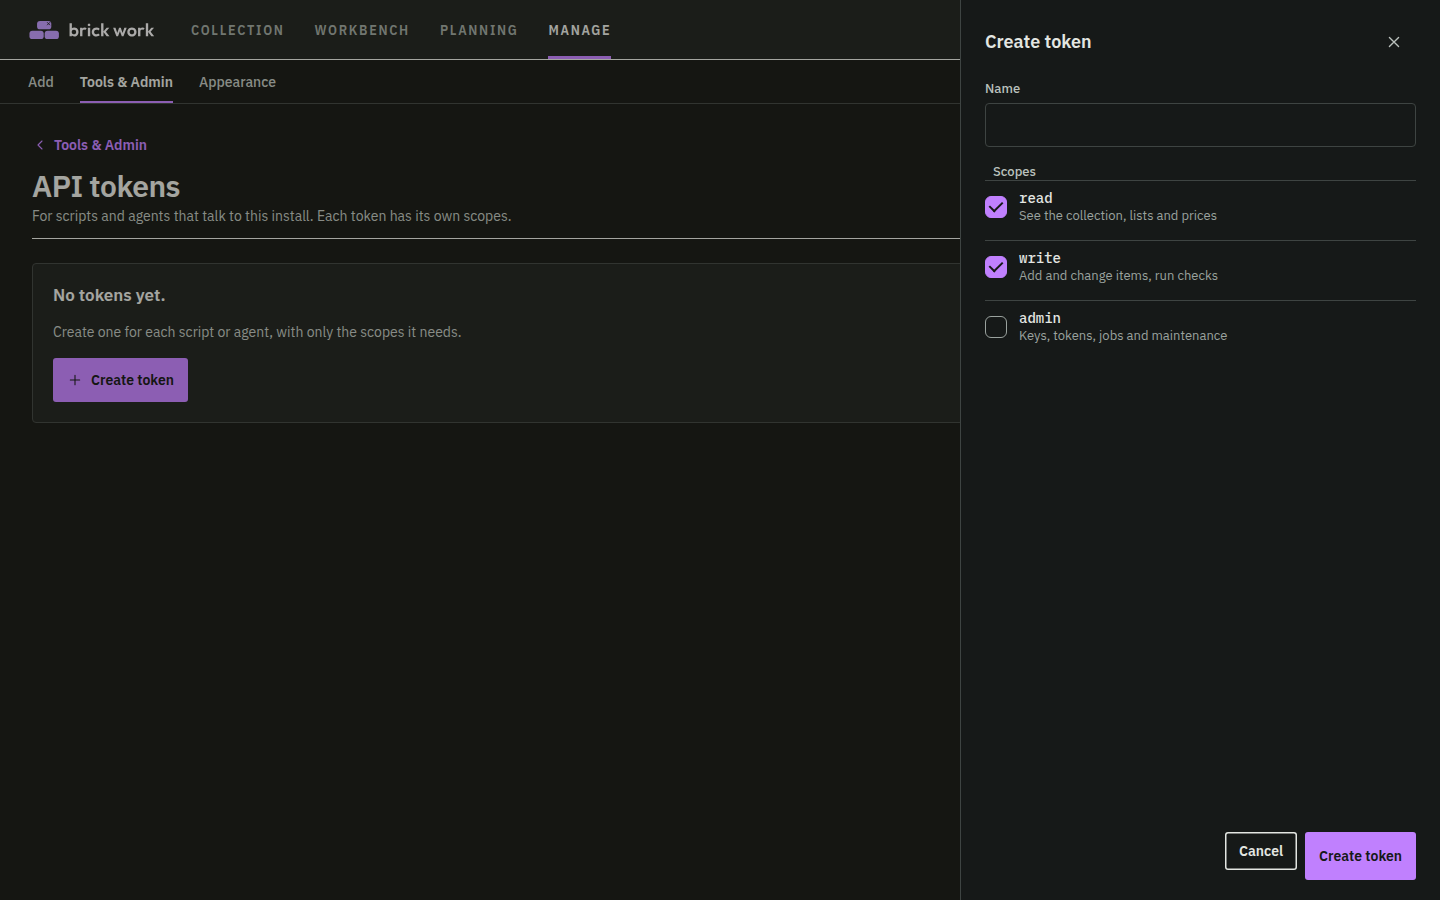 brick work
COLLECTION
WORKBENCH
PLANNING
MANAGE
Add
Tools & Admin
Appearance
Tools & Admin
API tokens
For scripts and agents that talk to this install. Each token has its own scopes.
No tokens yet.
Create one for each script or agent, with only the scopes it needs.
Create token
Create token
Name
Scopes
read
See the collection, lists and prices
write
Add and change items, run checks
admin
Keys, tokens, jobs and maintenance
Cancel
Create token